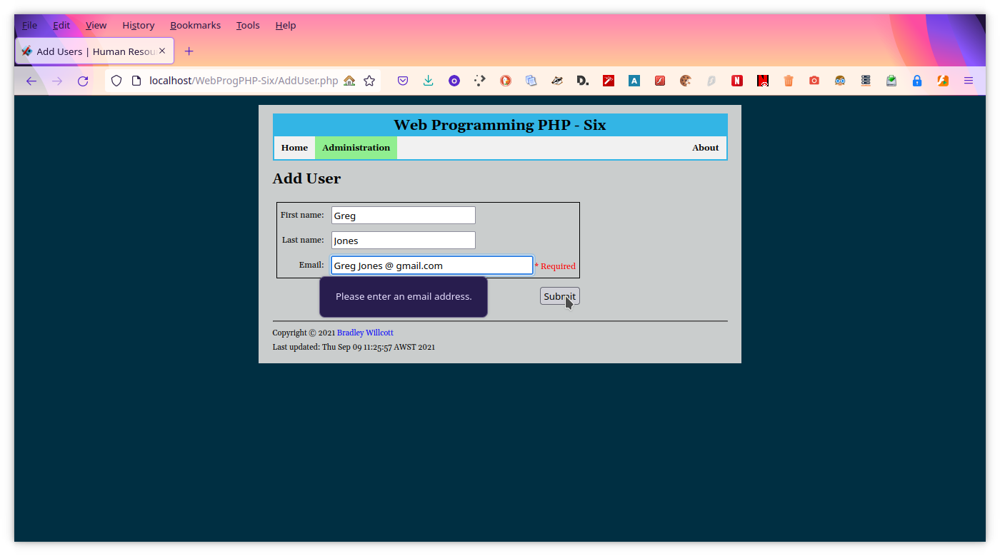 File Edit View History Bookmarks Tools Help
Add Users | Human Resou
localhost/WebProgPHP-Six/AddUser.php
Web Programming PHP - Six
Home Administration About
Add User
First name: Greg
Last name: Jones
Email: Greg Jones @ gmail.com * Required
Please enter an email address.
Submit
Copyright © 2021 Bradley Willcott
Last updated: Thu Sep 09 11:25:57 AWST 2021